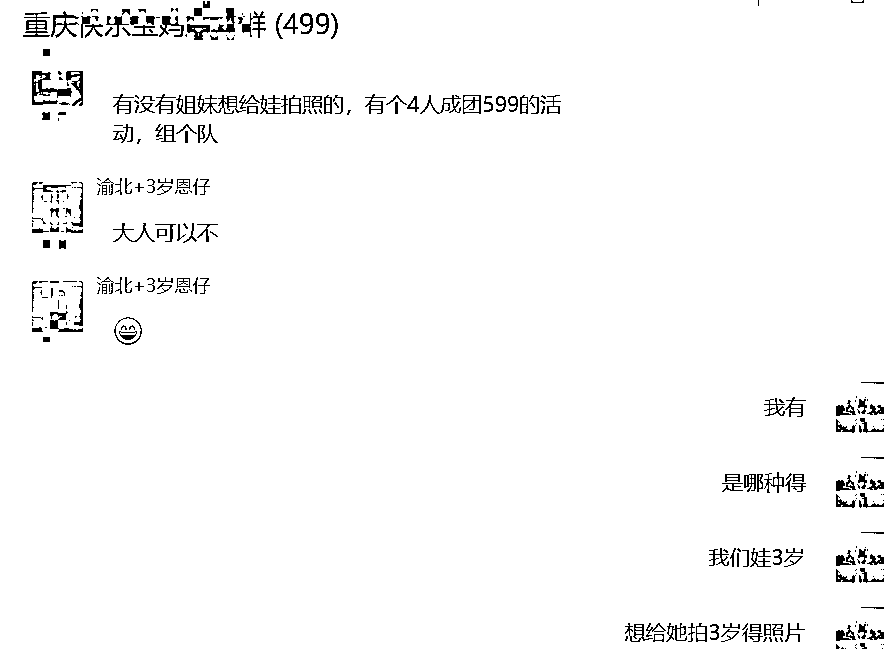 重庆快乐宝妈样 (499)
有没有姐妹想给娃拍照的，有个4人成团599的活
动，组个队
渝北+3岁恩仔
大人可以不
渝北+3岁恩仔
我有
是哪种得
我们娃3岁
想给她拍3岁得照片